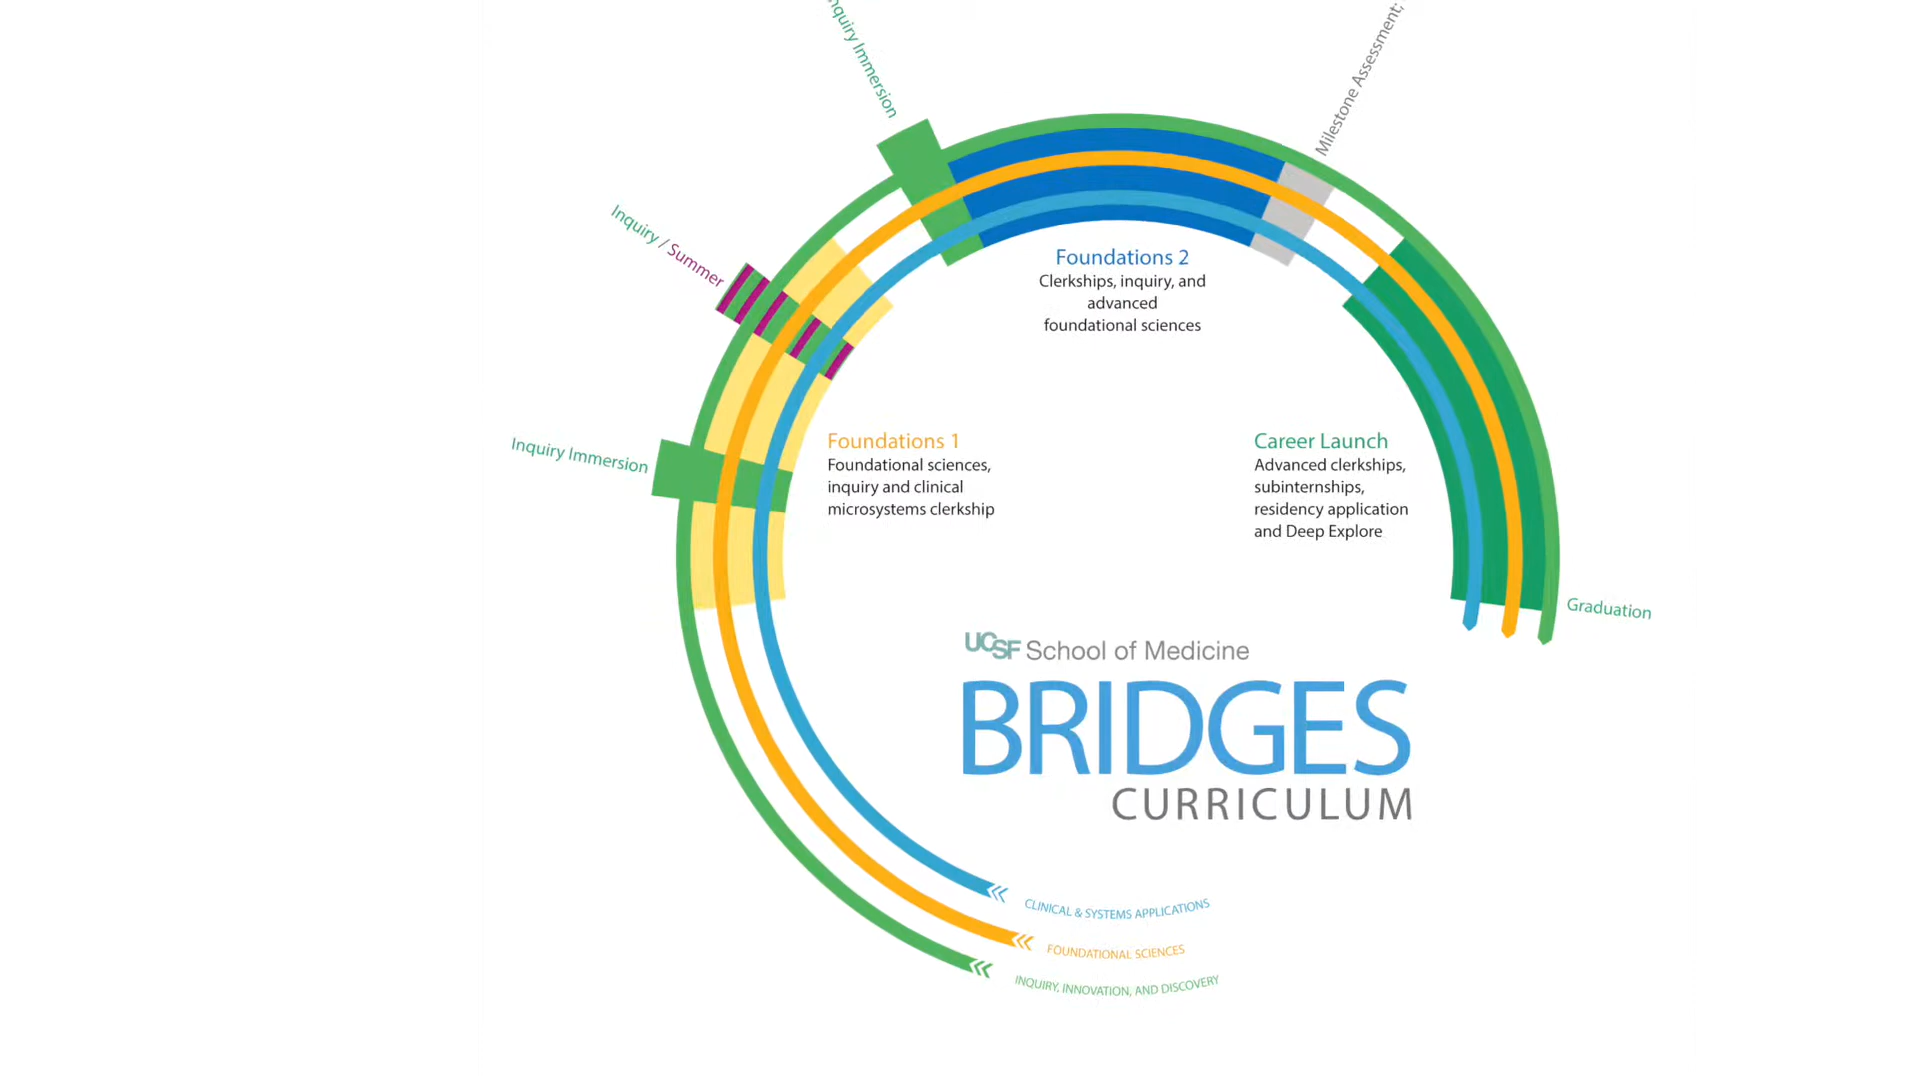 Immersion
Milestone Assessment;
Inquiry / Summer
Inquiry Immersion
Foundations 2
Clerkships, inquiry, and
advanced
foundational sciences
Foundations 1
Foundational sciences,
inquiry and clinical
microsystems clerkship
Career Launch
Advanced clerkships,
subinternships,
residency application
and Deep Explore
Graduation
UCSF School of Medicine
BRIDGES
CURRICULUM
CLINICAL & SYSTEMS APPLICATIONS
FOUNDATIONAL SCIENCES
INQUIRY, INNOVATION, AND DISCOVERY